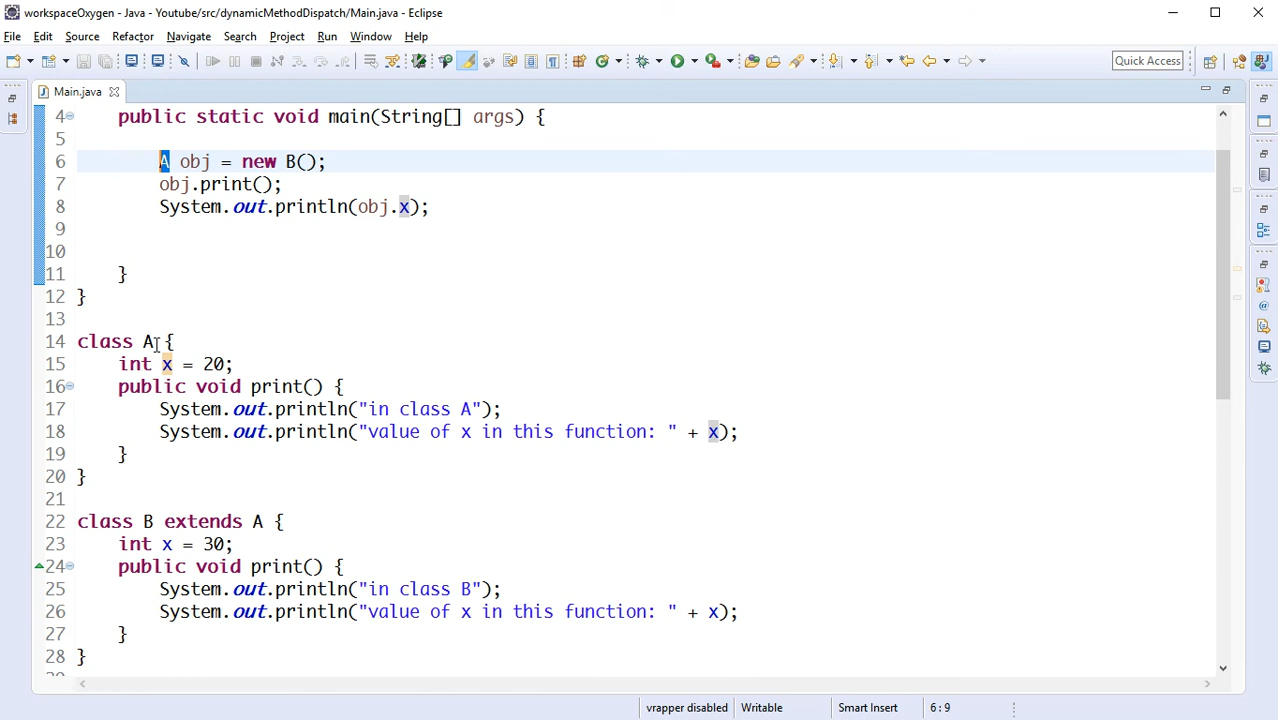 workspaceOxygen - Java - Youtube/src/dynamicMethodDispatch/Main.java - Eclipse
File Edit Source Refactor Navigate Search Project Run Window Help
Quick Access
Main.java
4 public static void main(String[] args) {
5
6 A obj = new B();
7 obj.print();
8 System.out.println(obj.x);
9
10
11 }
12 }
13
14 class A {
15 int x = 20;
16 public void print() {
17 System.out.println("in class A");
18 System.out.println("value of x in this function: " + x);
19 }
20 }
21
22 class B extends A {
23 int x = 30;
24 public void print() {
25 System.out.println("in class B");
26 System.out.println("value of x in this function: " + x);
27 }
28 }
vrapper disabled Writable Smart Insert 6 : 9